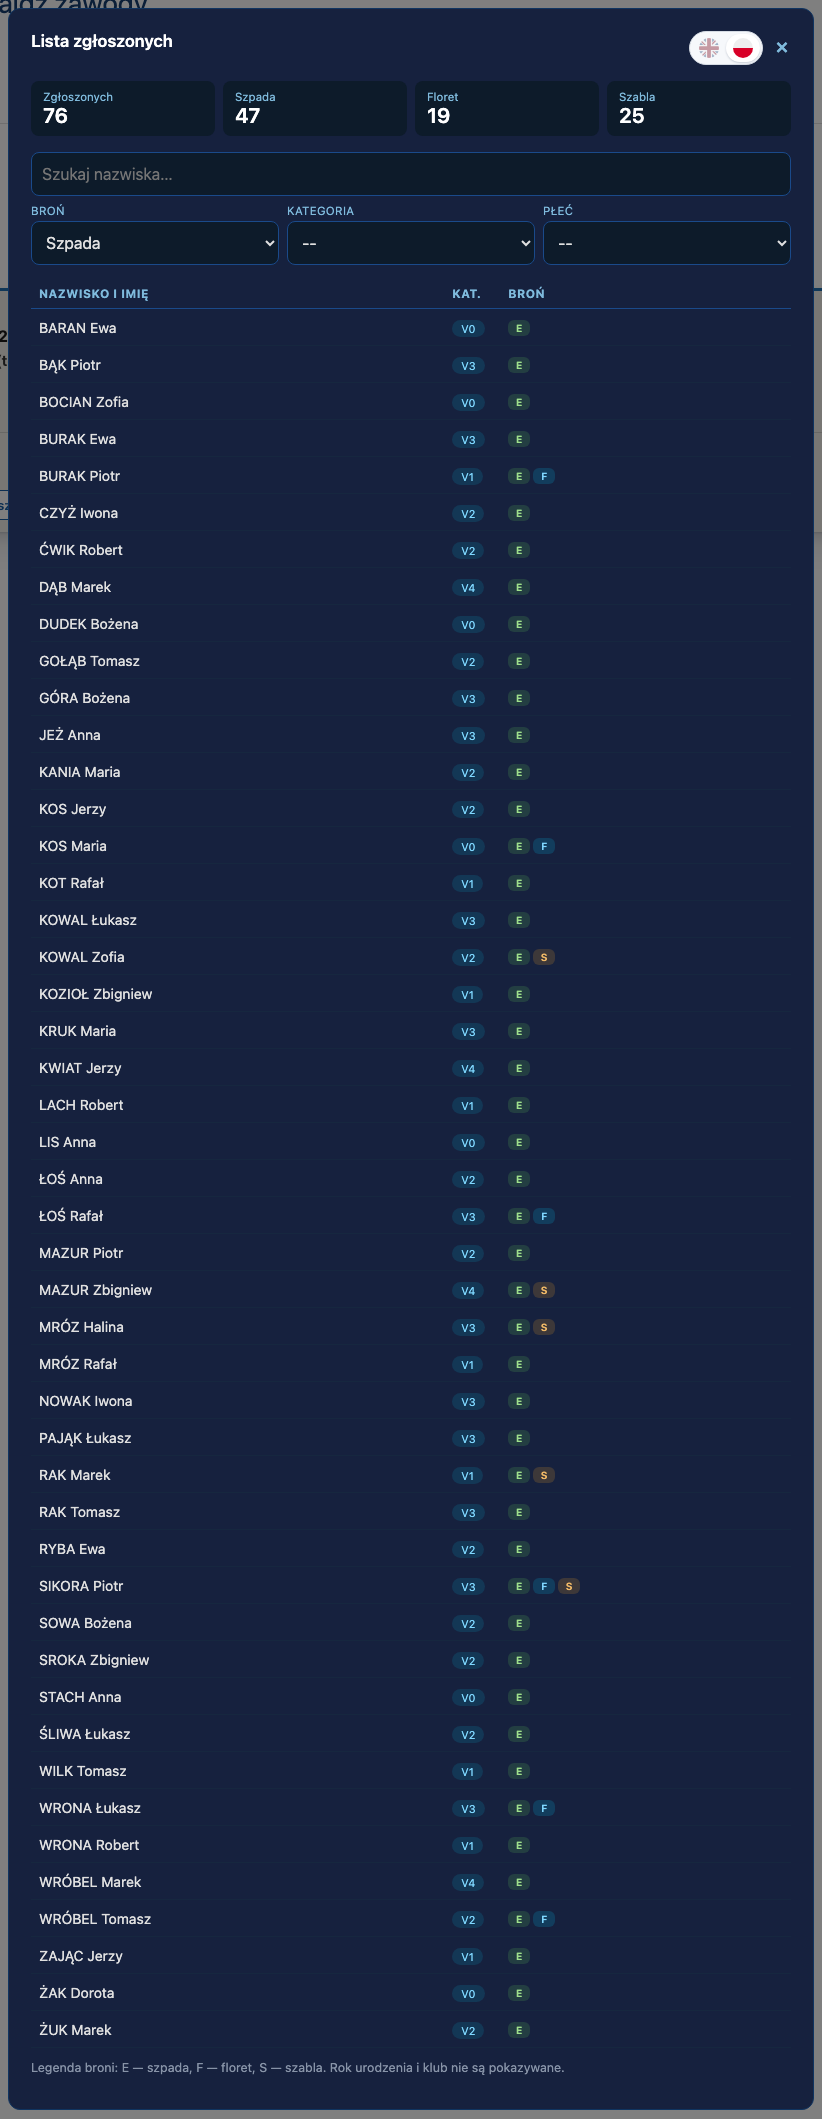 Lista zgłoszonych
×
Zgłoszonych Szpada Floret Szabla
76 47 19 25
Szukaj nazwiska...
BROŃ KATEGORIA PŁEĆ
Szpada -- --
NAZWISKO I IMIĘ KAT. BROŃ
BARAN Ewa V0 E
BĄK Piotr V3 E
BOCIAN Zofia V0 E
BURAK Ewa V3 E
BURAK Piotr V1 E F
CZYŻ Iwona V2 E
ĆWIK Robert V2 E
DĄB Marek V4 E
DUDEK Bożena V0 E
GOŁĄB Tomasz V2 E
GÓRA Bożena V3 E
JEŻ Anna V3 E
KANIA Maria V2 E
KOS Jerzy V2 E
KOS Maria V0 E F
KOT Rafał V1 E
KOWAL Łukasz V3 E
KOWAL Zofia V2 E S
KOZIOŁ Zbigniew V1 E
KRUK Maria V3 E
KWIAT Jerzy V4 E
LACH Robert V1 E
LIS Anna V0 E
ŁOŚ Anna V2 E
ŁOŚ Rafał V3 E F
MAZUR Piotr V2 E
MAZUR Zbigniew V4 E S
MRÓZ Halina V3 E S
MRÓZ Rafał V1 E
NOWAK Iwona V3 E
PAJĄK Łukasz V3 E
RAK Marek V1 E S
RAK Tomasz V3 E
RYBA Ewa V2 E
SIKORA Piotr V3 E F S
SOWA Bożena V2 E
SROKA Zbigniew V2 E
STACH Anna V0 E
ŚLIWA Łukasz V2 E
WILK Tomasz V1 E
WRONA Łukasz V3 E F
WRONA Robert V1 E
WRÓBEL Marek V4 E
WRÓBEL Tomasz V2 E F
ZAJĄC Jerzy V1 E
ŻAK Dorota V0 E
ŻUK Marek V2 E
Legenda broni: E — szpada, F — floret, S — szabla. Rok urodzenia i klub nie są pokazywane.